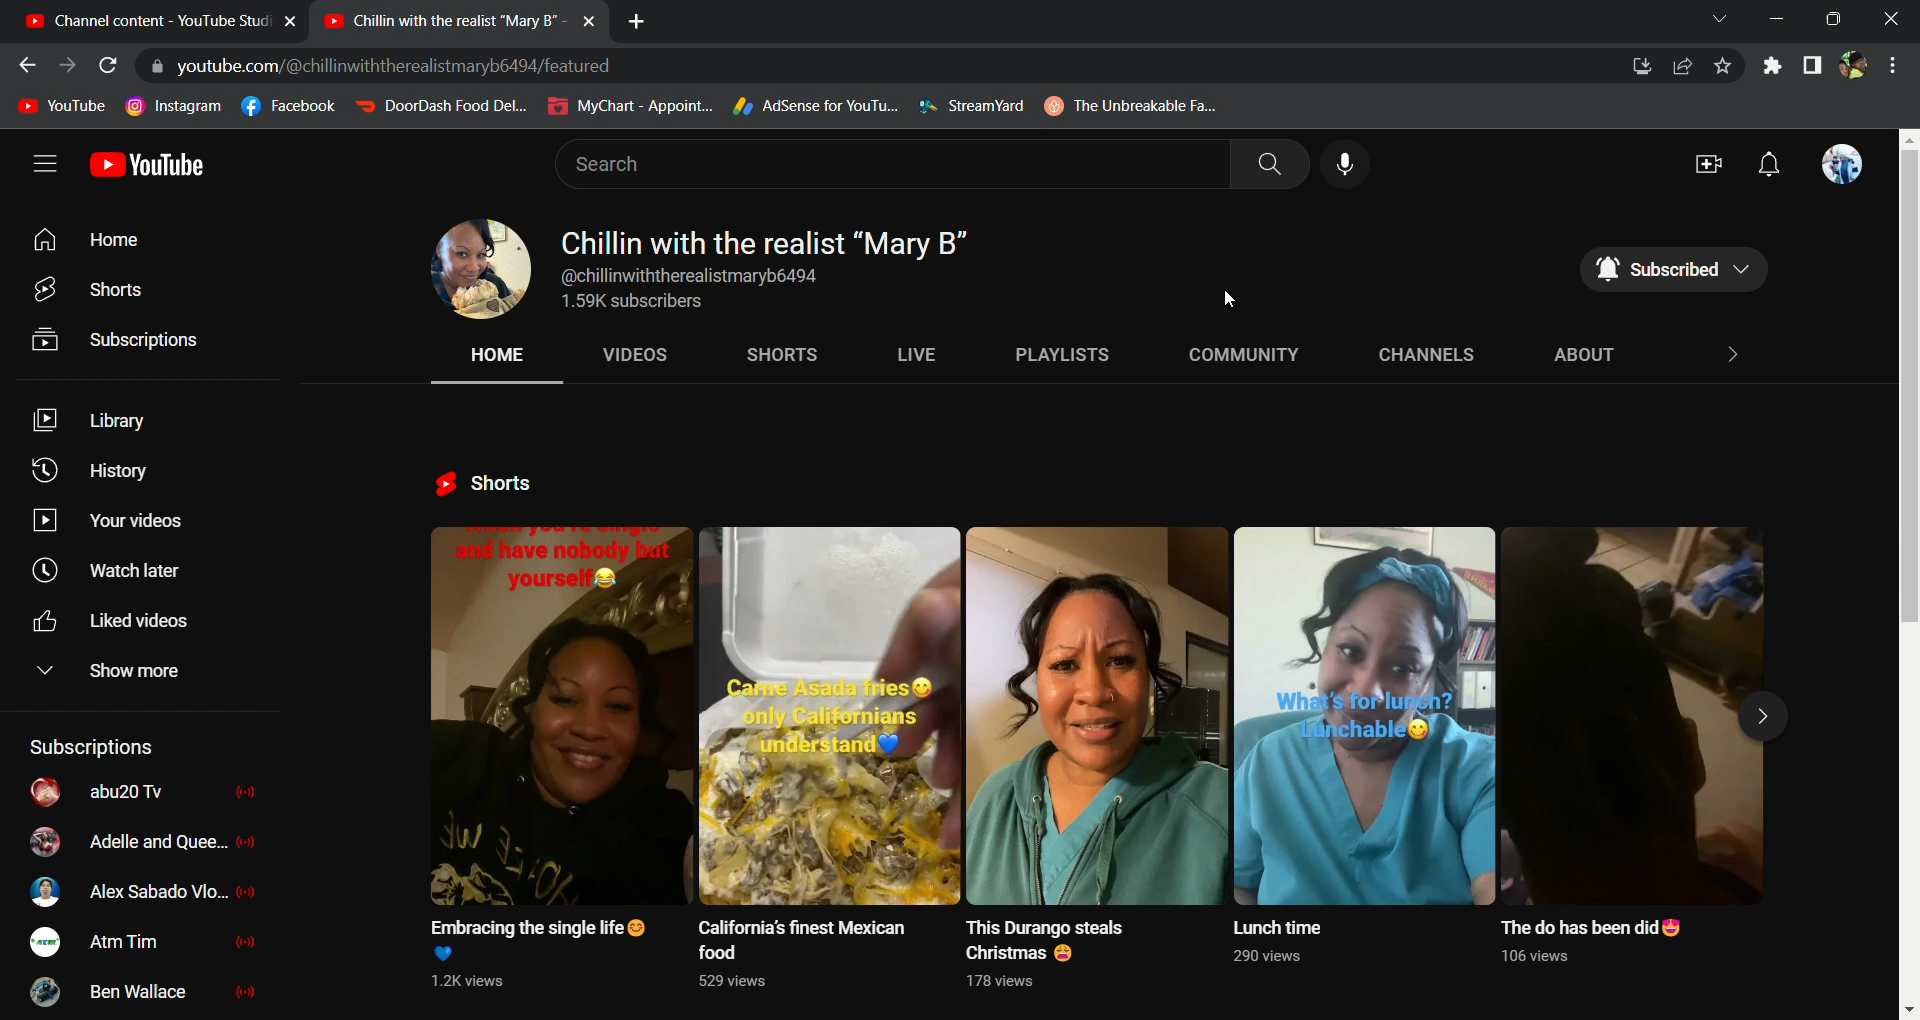 Channel content - YouTube Studi
Chillin with the realist "Mary B" -
youtube.com/@chillinwiththerealistmaryb6494/featured
YouTube
Instagram
Facebook
DoorDash Food Del...
MyChart - Appoint...
AdSense for YouTu...
StreamYard
The Unbreakable Fa...
YouTube
Search
Home
Shorts
Subscriptions
Library
History
Your videos
Watch later
Liked videos
Show more
Subscriptions
abu20 Tv
Adelle and Quee...
Alex Sabado Vlo...
Atm Tim
Ben Wallace
Chillin with the realist “Mary B”
@chillinwiththerealistmaryb6494
1.59K subscribers
Subscribed
HOME
VIDEOS
SHORTS
LIVE
PLAYLISTS
COMMUNITY
CHANNELS
ABOUT
Shorts
When you're single
and have nobody but
yourself😂
Embracing the single life😊
💙
1.2K views
Carne Asada fries😋
only Californians
understand💙
California's finest Mexican
food
529 views
This Durango steals
Christmas 😩
178 views
What's for lunch?
Lunchable😋
Lunch time
290 views
The do has been did😍
106 views